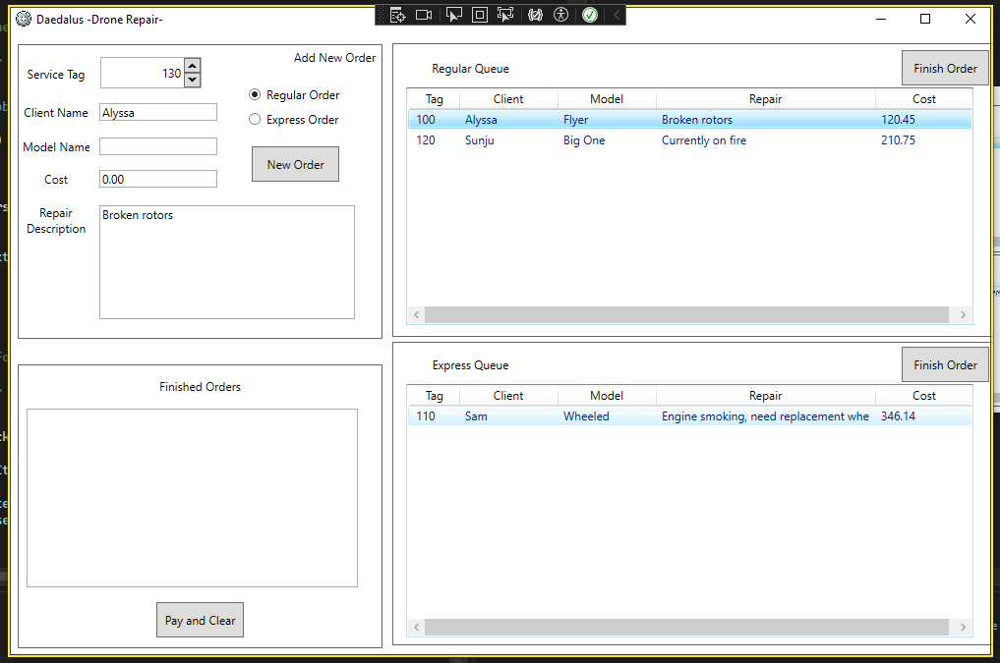 Daedalus -Drone Repair-
Add New Order
Service Tag 130
Regular Order
Client Name Alyssa
Express Order
Model Name
New Order
Cost 0.00
Repair
Description
Broken rotors
Finished Orders
Pay and Clear
Regular Queue
Finish Order
Tag Client Model Repair Cost
100 Alyssa Flyer Broken rotors 120.45
120 Sunju Big One Currently on fire 210.75
Express Queue
Finish Order
Tag Client Model Repair Cost
110 Sam Wheeled Engine smoking, need replacement whe 346.14